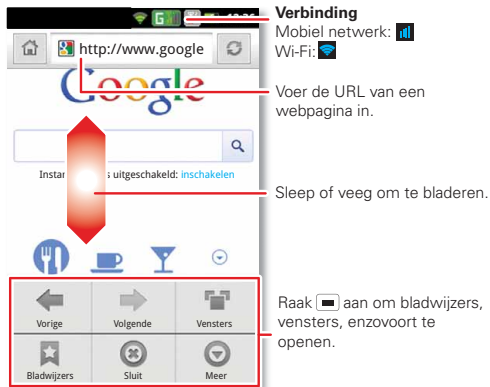 Verbinding
Mobiel netwerk:
Wi-Fi:
G
http://www.google
Voer de URL van een
webpagina in.
Google
uitgeschakeld: inschakelen
Sleep of veeg om te bladeren.
Vorige
Volgende
Vensters
Bladwijzers
Sluit
Meer
Raak aan om bladwijzers,
vensters, enzovoort te
openen.